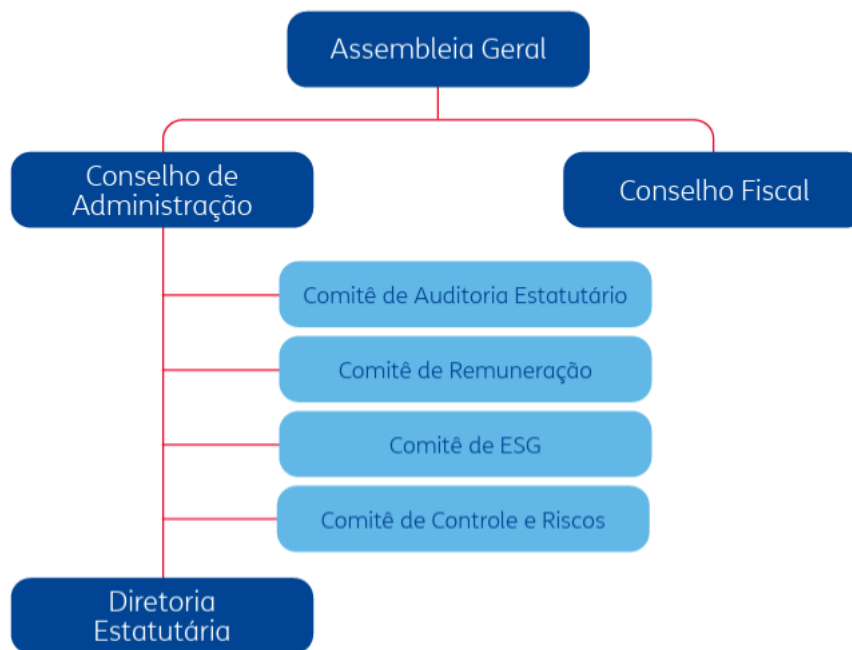 Assembleia Geral
Conselho de
Administração
Conselho Fiscal
Comitê de Auditoria Estatutário
Comitê de Remuneração
Comitê de ESG
Comitê de Controle e Riscos
Diretoria
Estatutária